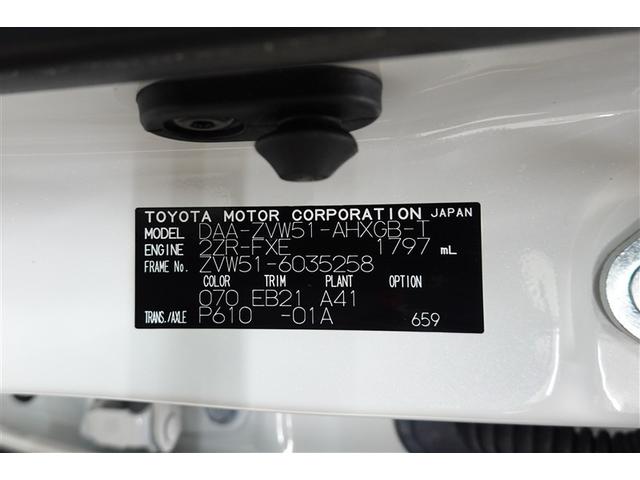 TOYOTA MOTOR CORPORATION JAPAN
MODEL DAA-ZVW51-AHXGB-T
ENGINE 2ZR-FXE 1797 mL
FRAME No. ZVW51-6035258
COLOR TRIM PLANT OPTION
070 EB21 A41
TRANS./AXLE P610 -01A 659